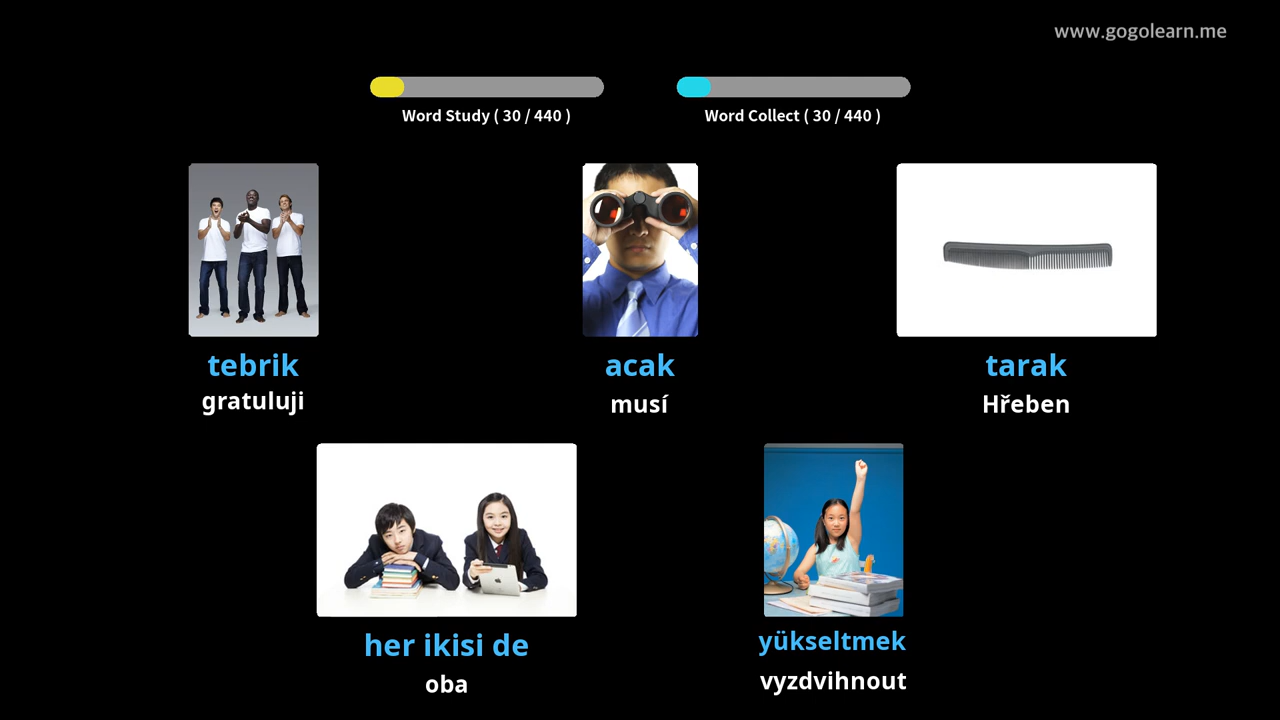 www.gogolearn.me
Word Study ( 30 / 440 )
Word Collect ( 30 / 440 )
tebrik
gratuluji
acak
musí
tarak
Hřeben
her ikisi de
oba
yükseltmek
vyzdvihnout